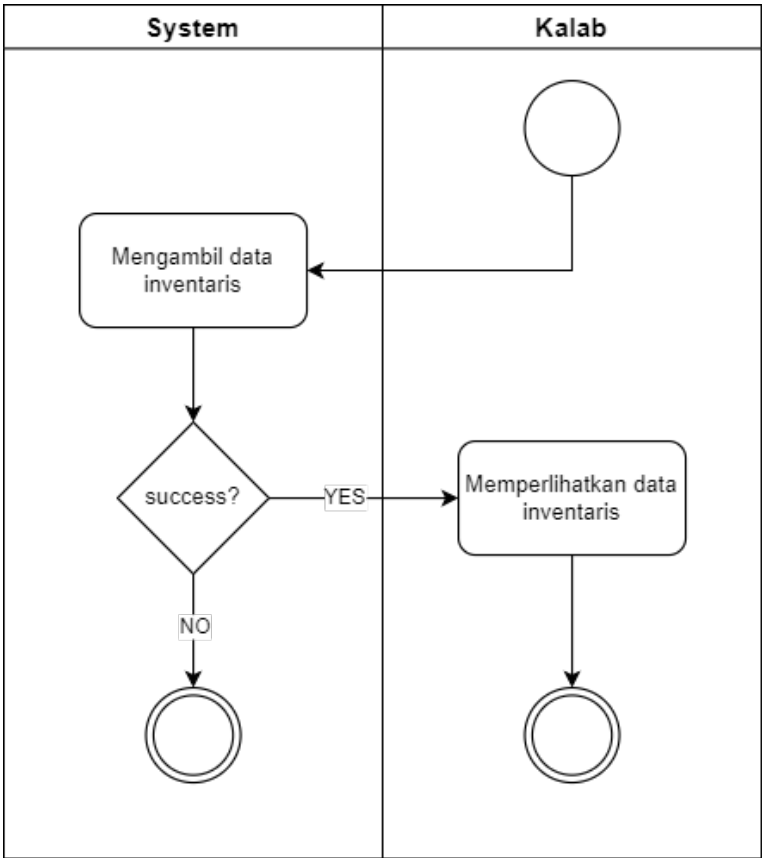 System
Kalab
Mengambil data
inventaris
success?
YES
Memperlihatkan data
inventaris
NO